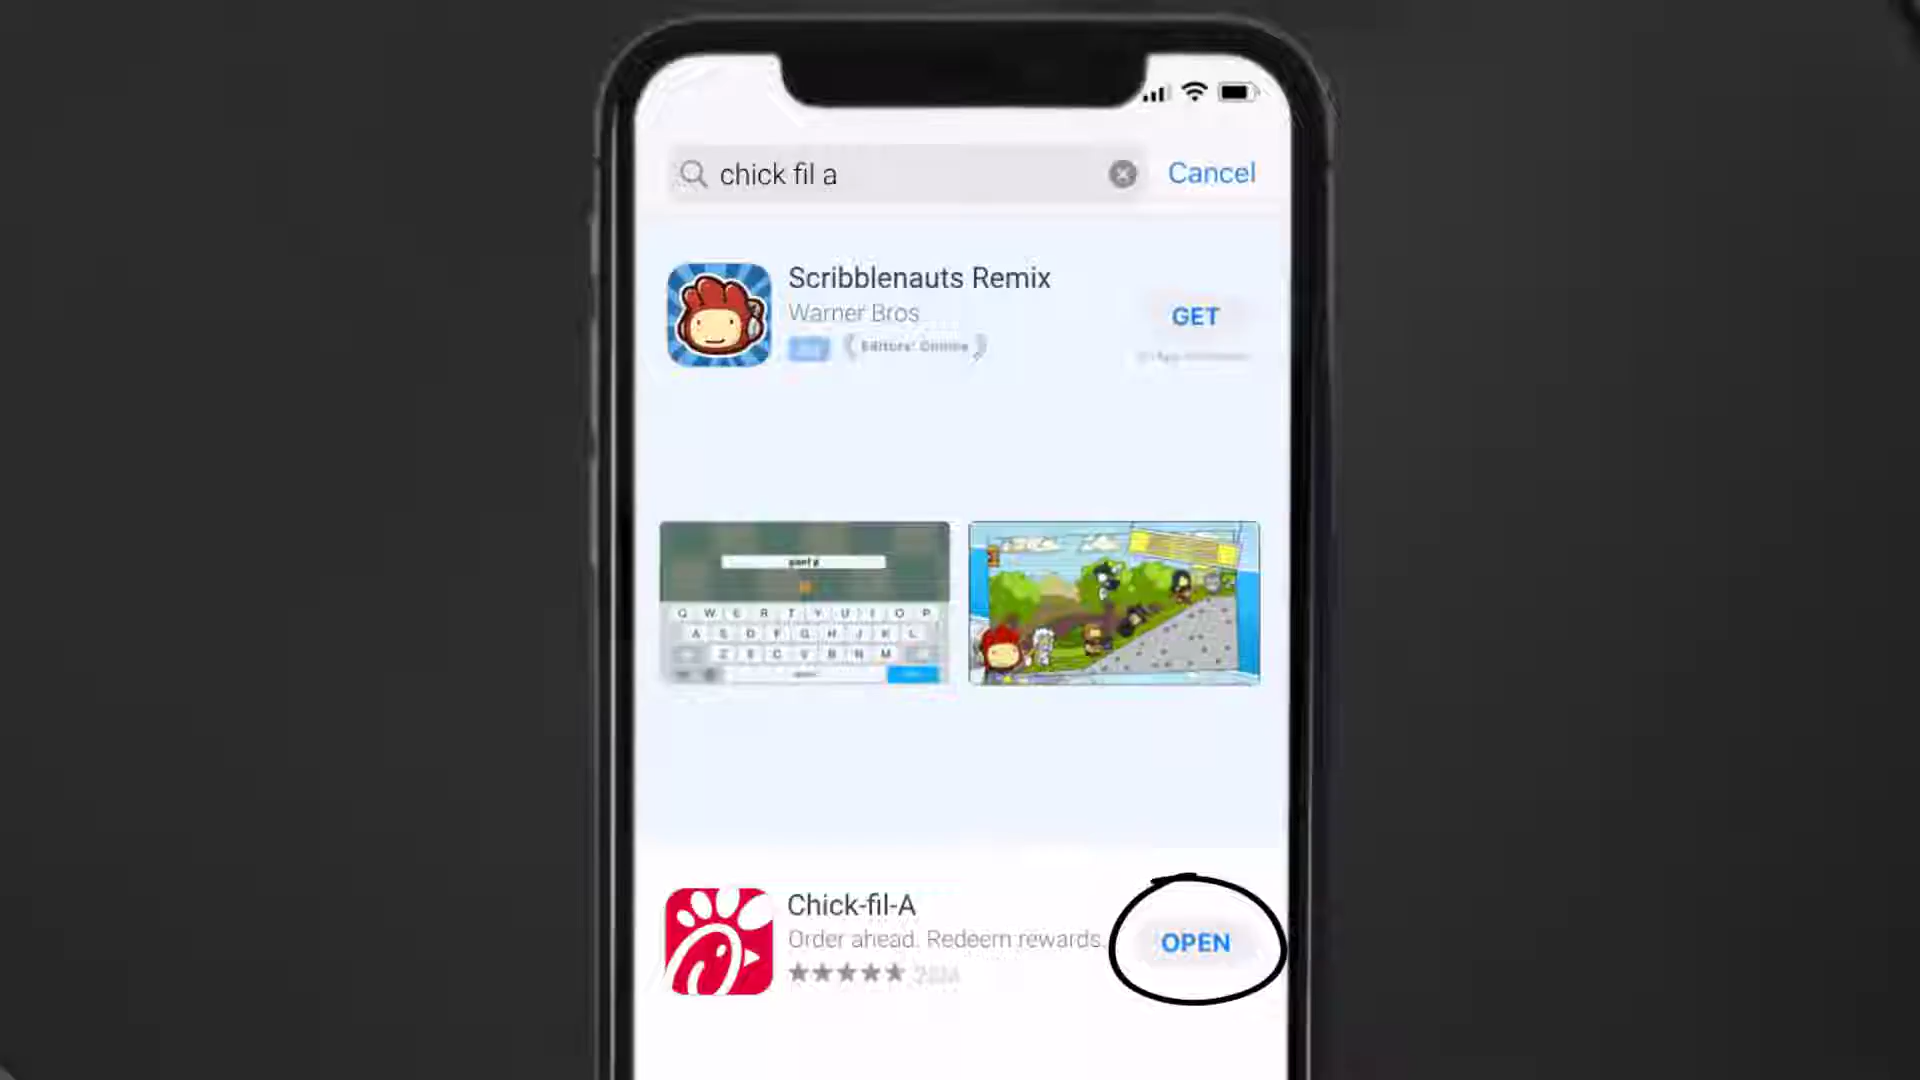 chick fil a
Cancel
Scribblenauts Remix
Warner Bros
GET
Q W E R T Y U I O P
A S D F G H J K L
Chick-fil-A
Order ahead. Redeem rewards.
OPEN